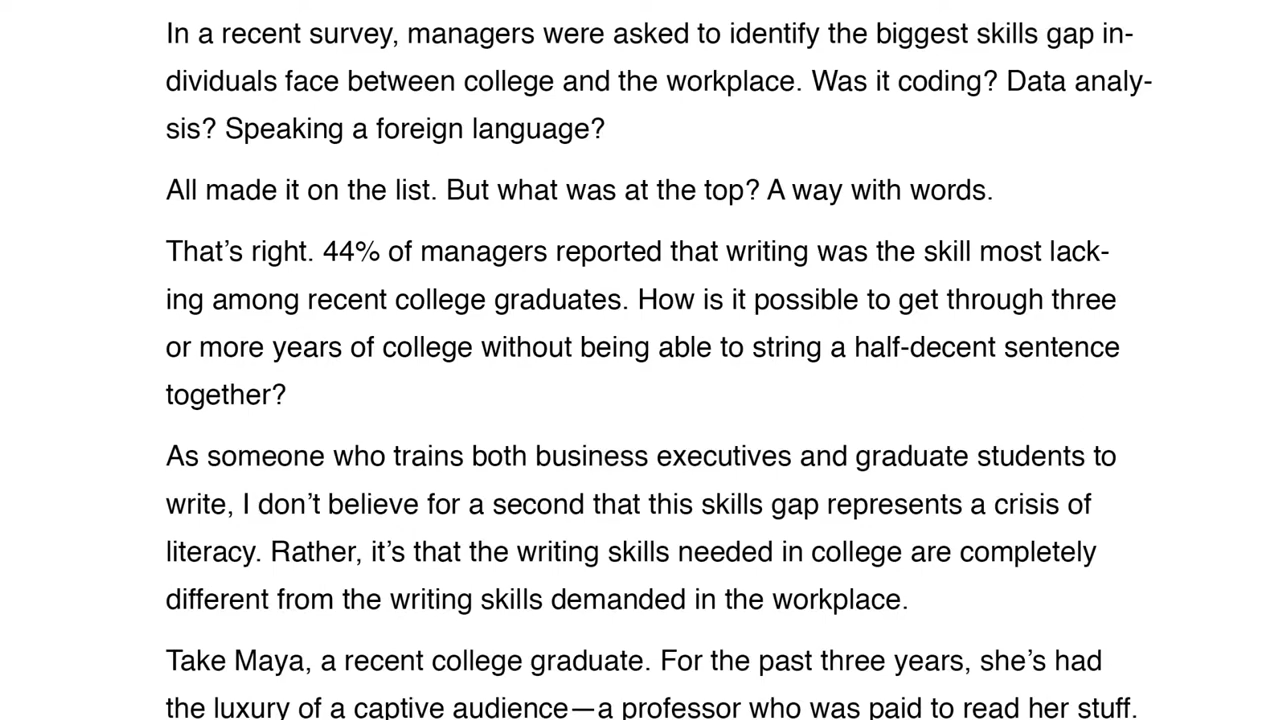 In a recent survey, managers were asked to identify the biggest skills gap in-
dividuals face between college and the workplace. Was it coding? Data analy-
sis? Speaking a foreign language?
All made it on the list. But what was at the top? A way with words.
That’s right. 44% of managers reported that writing was the skill most lack-
ing among recent college graduates. How is it possible to get through three
or more years of college without being able to string a half-decent sentence
together?
As someone who trains both business executives and graduate students to
write, I don’t believe for a second that this skills gap represents a crisis of
literacy. Rather, it’s that the writing skills needed in college are completely
different from the writing skills demanded in the workplace.
Take Maya, a recent college graduate. For the past three years, she’s had
the luxury of a captive audience—a professor who was paid to read her stuff.